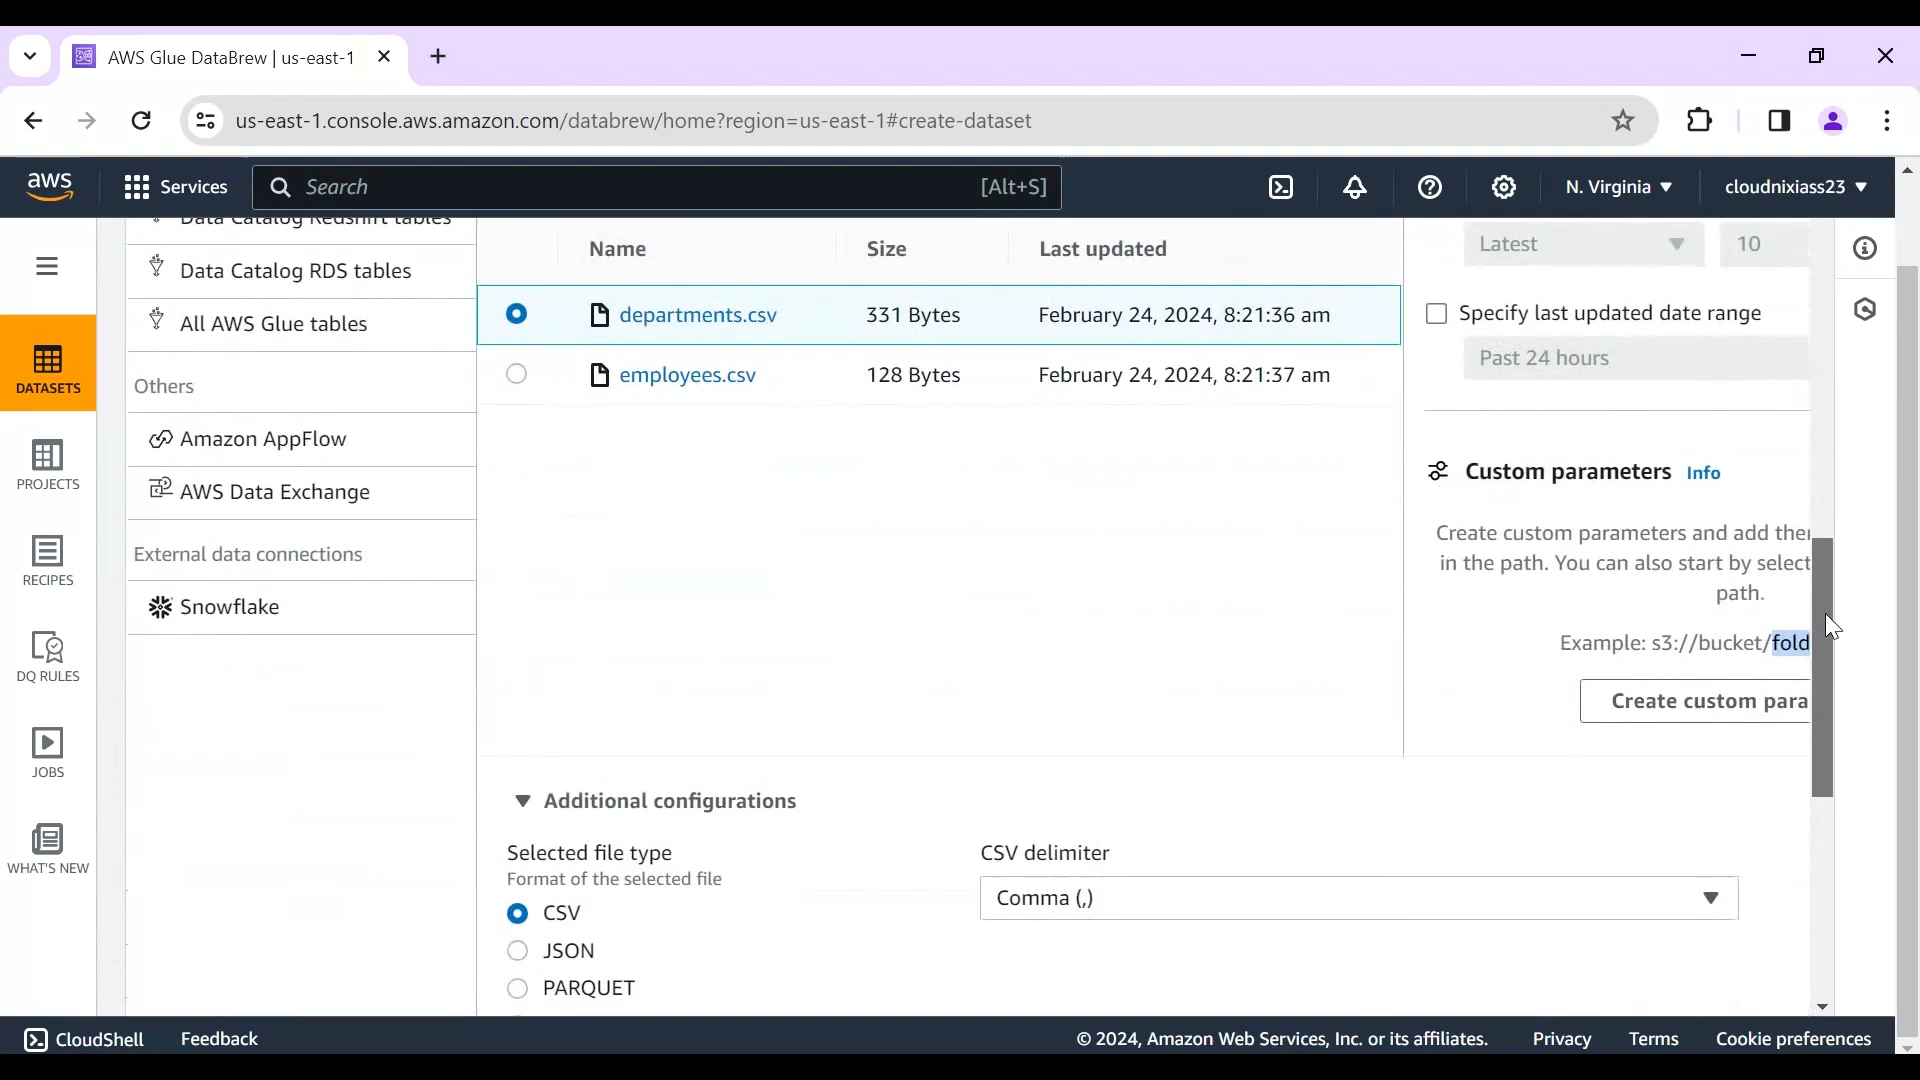 AWS Glue DataBrew | us-east-1
us-east-1.console.aws.amazon.com/databrew/home?region=us-east-1#create-dataset
aws
Services
Search
[Alt+S]
N. Virginia
cloudnixiass23
DATASETS
PROJECTS
RECIPES
DQ RULES
JOBS
WHAT'S NEW
Data Catalog Redshift tables
Data Catalog RDS tables
All AWS Glue tables
Others
Amazon AppFlow
AWS Data Exchange
External data connections
Snowflake
Name Size Last updated
departments.csv 331 Bytes February 24, 2024, 8:21:36 am
employees.csv 128 Bytes February 24, 2024, 8:21:37 am
Latest 10
Specify last updated date range
Past 24 hours
Custom parameters Info
Create custom parameters and add
in the path. You can also start by select
path.
Example: s3://bucket/fold
Create custom para
Additional configurations
Selected file type
Format of the selected file
CSV
JSON
PARQUET
CSV delimiter
Comma (,)
CloudShell
Feedback
© 2024, Amazon Web Services, Inc. or its affiliates.
Privacy
Terms
Cookie preferences